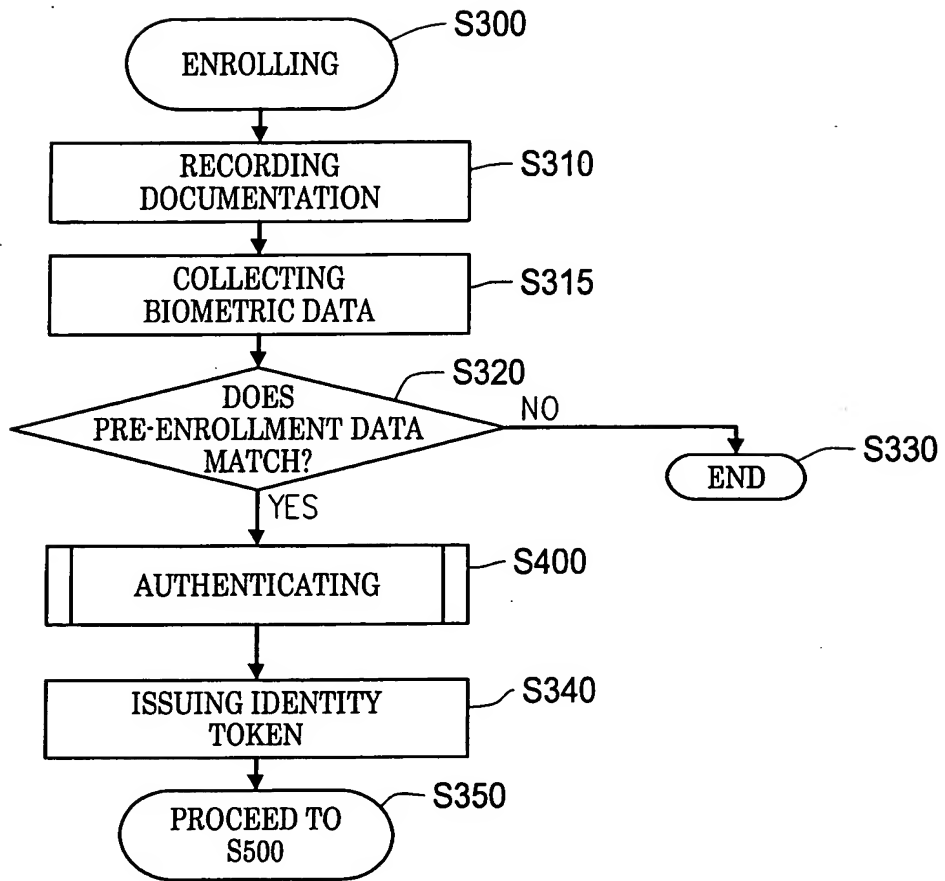 ENROLLING
S300
RECORDING
DOCUMENTATION
S310
COLLECTING
BIOMETRIC DATA
S315
DOES
PRE-ENROLLMENT DATA
MATCH?
S320
NO
END
S330
YES
AUTHENTICATING
S400
ISSUING IDENTITY
TOKEN
S340
PROCEED TO
S500
S350